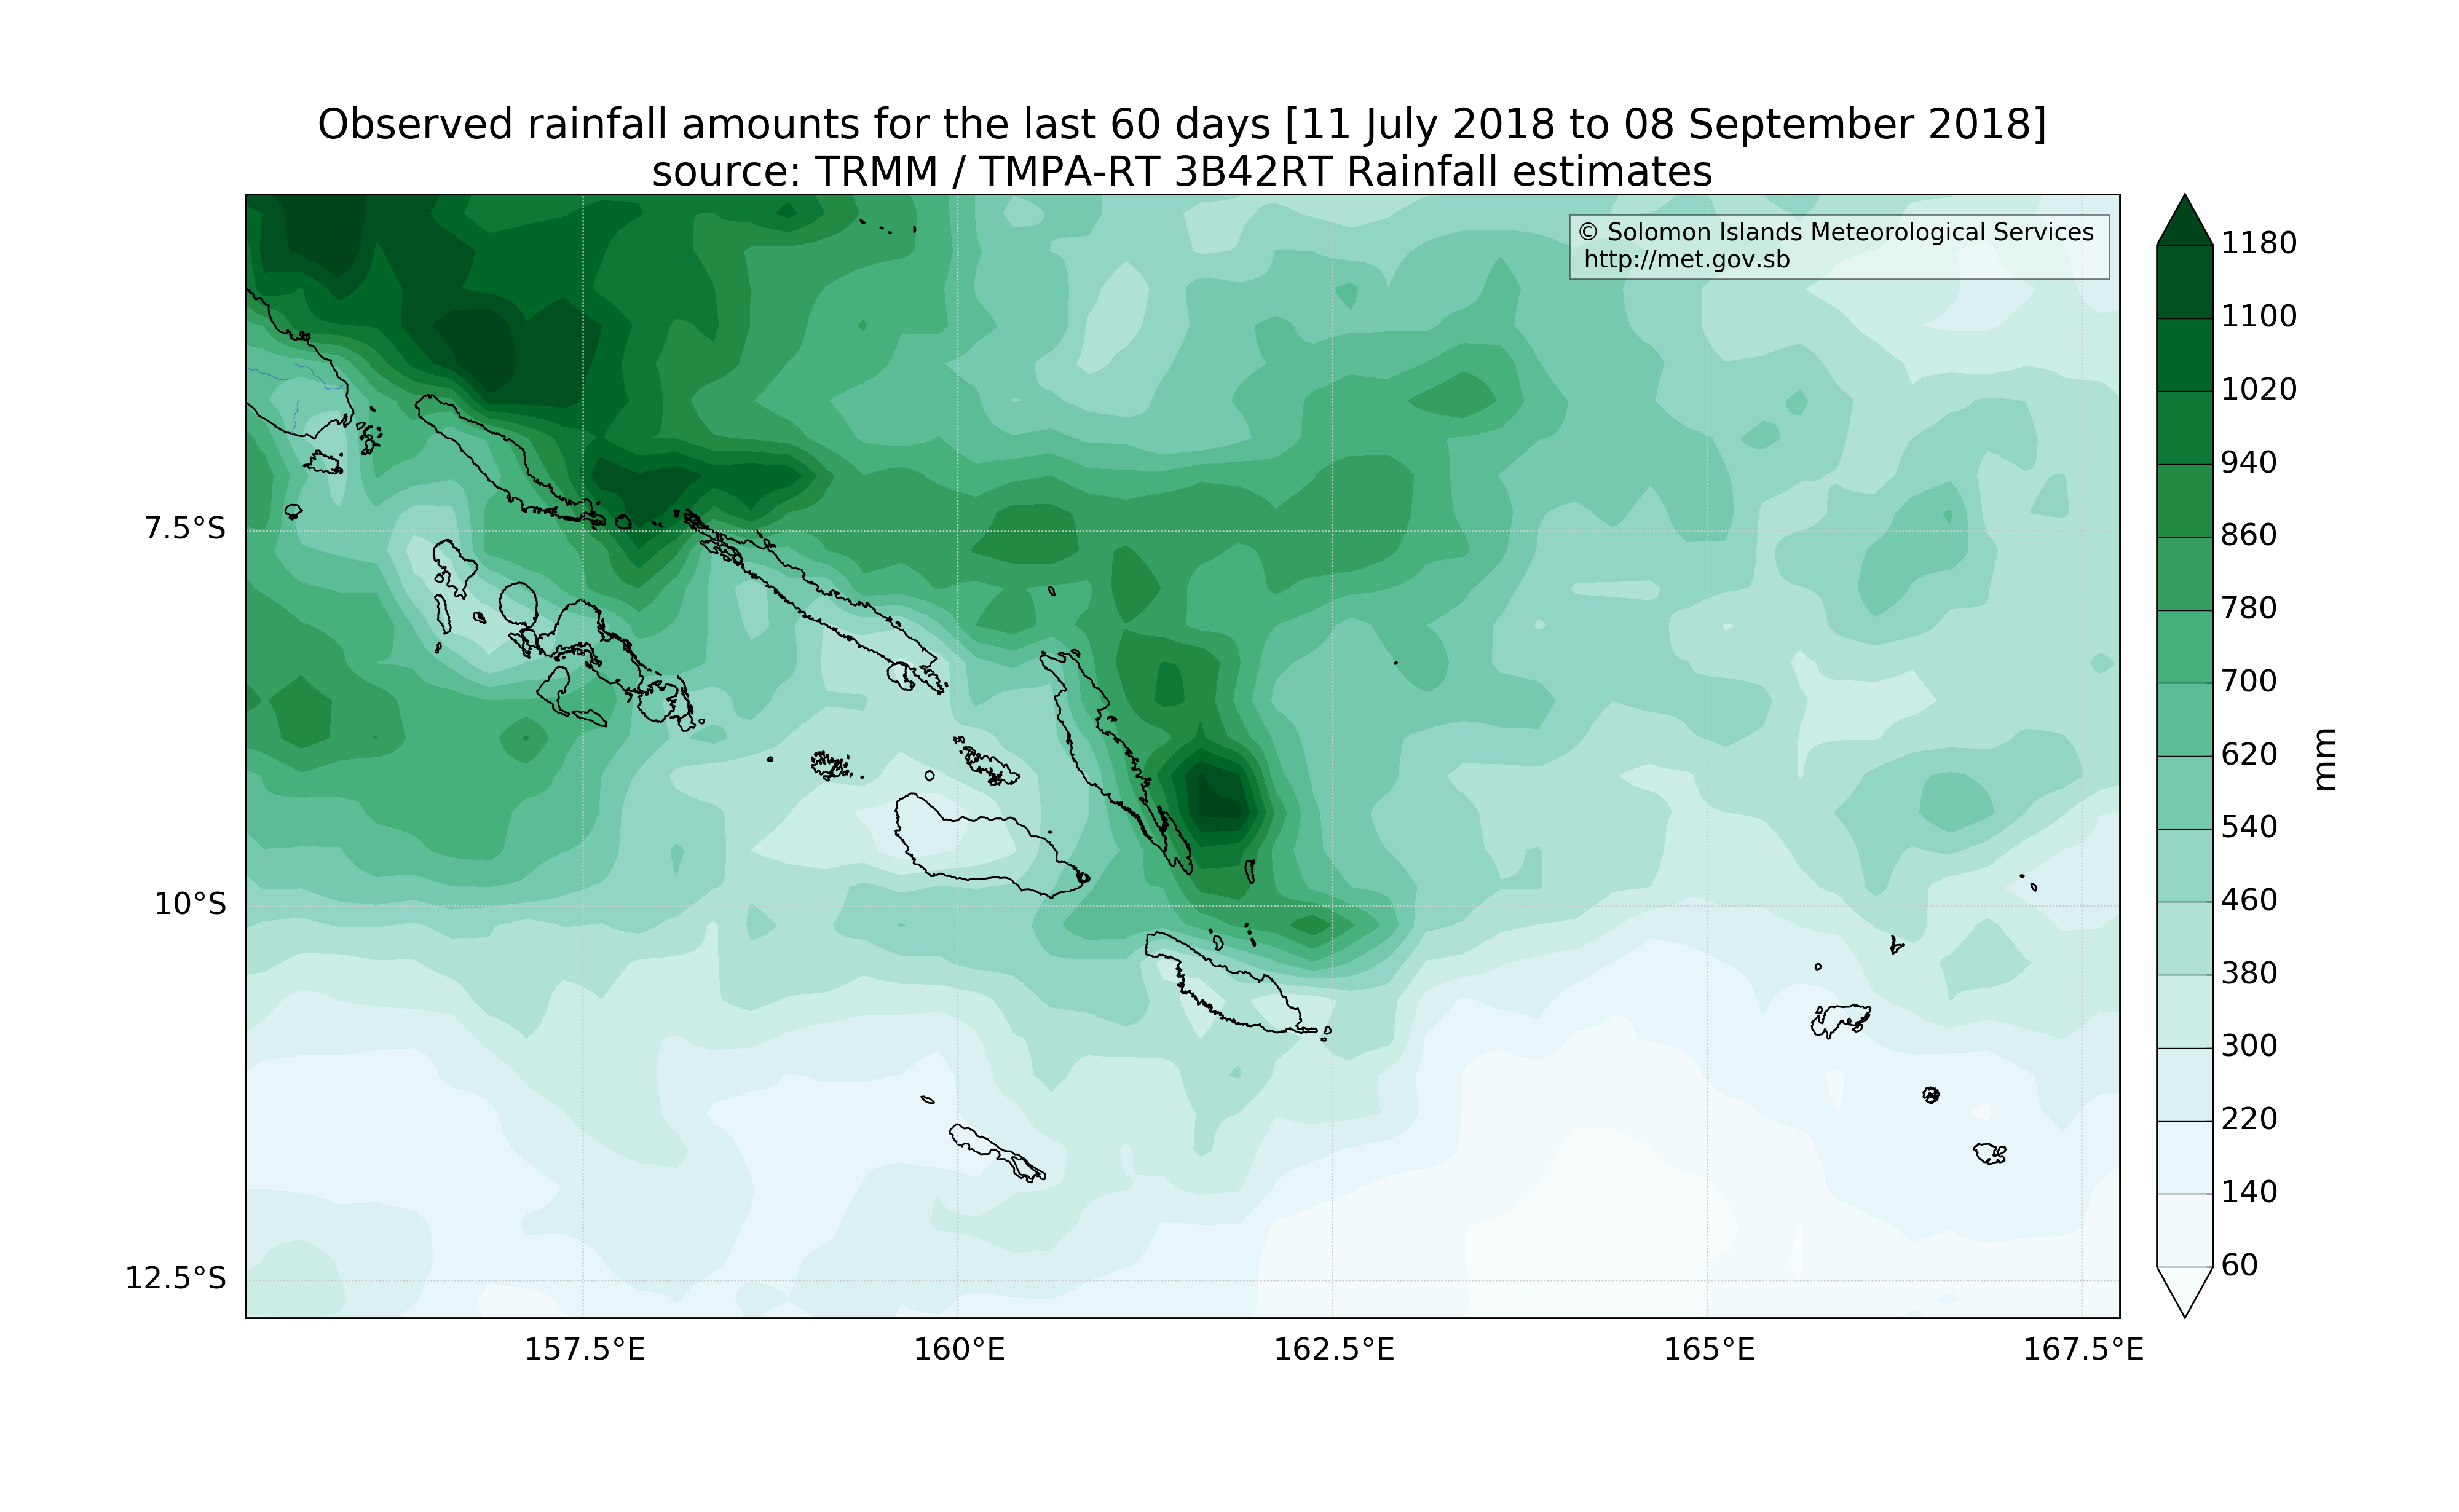 Observed rainfall amounts for the last 60 days [11 July 2018 to 08 September 2018]
source: TRMM / TMPA-RT 3B42RT Rainfall estimates
© Solomon Islands Meteorological Services
http://met.gov.sb
7.5°S
10°S
12.5°S
157.5°E
160°E
162.5°E
165°E
167.5°E
1180
1100
1020
940
860
780
700
620
540
460
380
300
220
140
60
mm